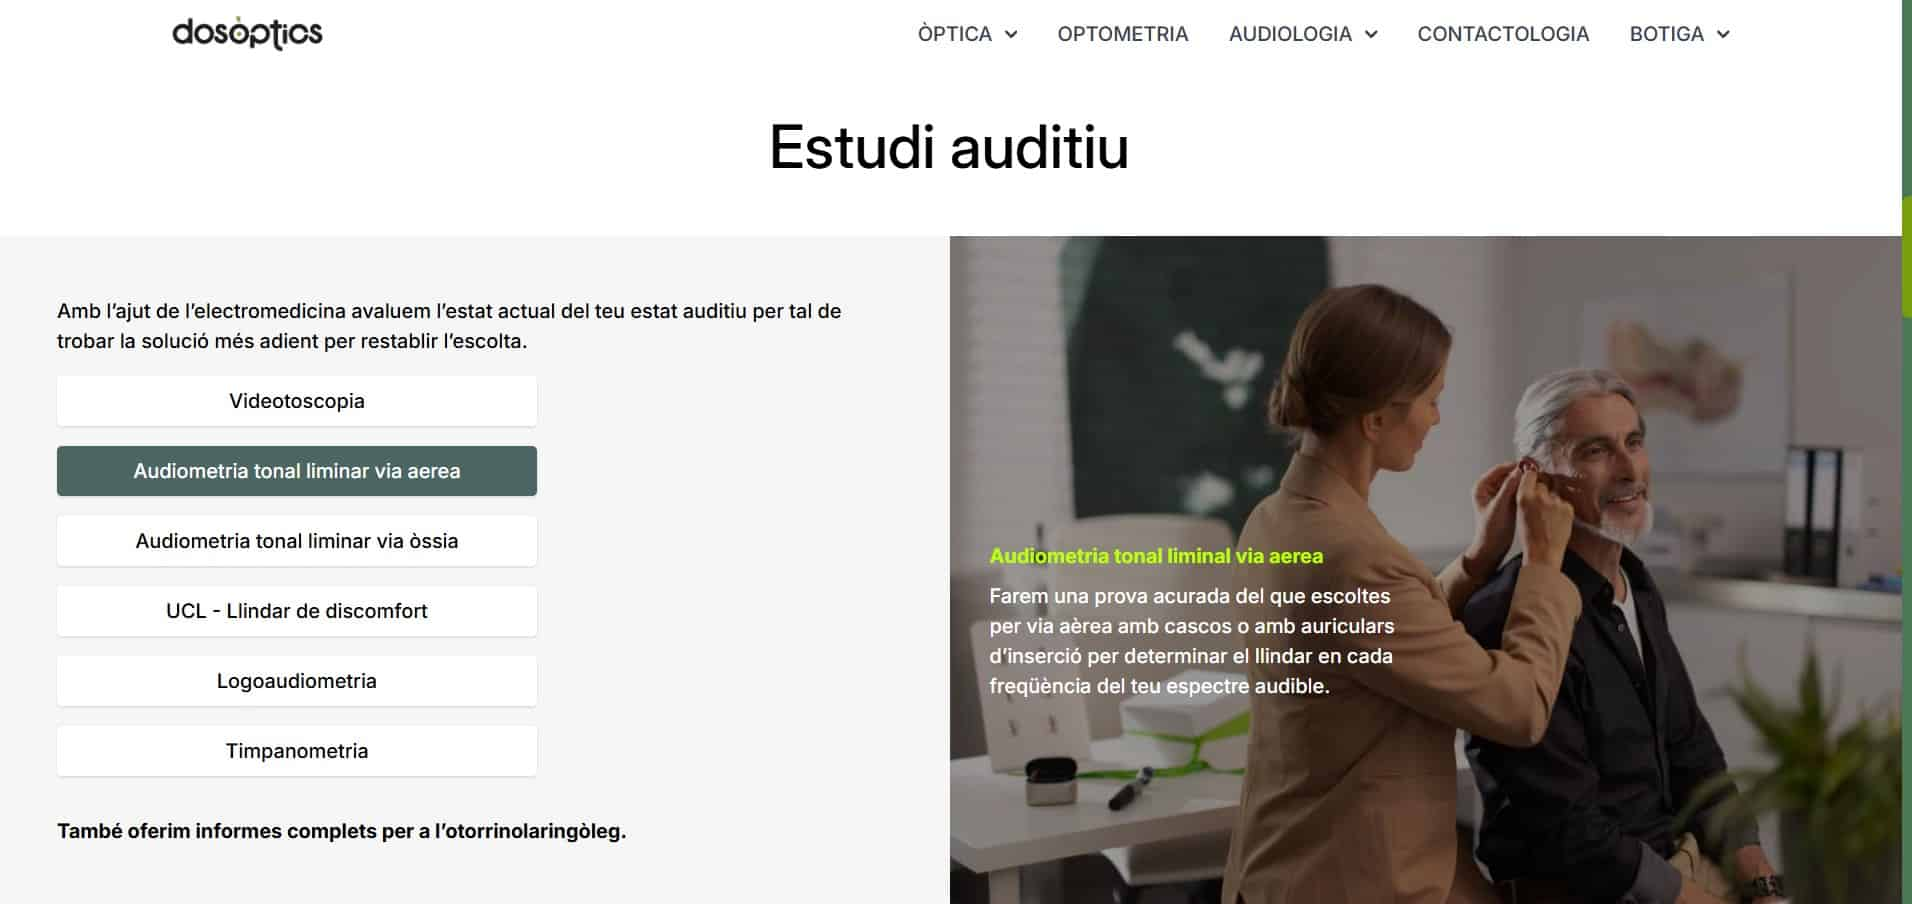 dosòptics
ÒPTICA
OPTOMETRIA
AUDIOLOGIA
CONTACTOLOGIA
BOTIGA
Estudi auditiu
Amb l’ajut de l’electromedicina avaluem l’estat actual del teu estat auditiu per tal de
trobar la solució més adient per restablir l’escolta.
Videotoscopia
Audiometria tonal liminar via aerea
Audiometria tonal liminar via òssia
UCL - Llindar de discomfort
Logoaudiometria
Timpanometria
També oferim informes complets per a l’otorrinolaringòleg.
Audiometria tonal liminal via aerea
Farem una prova acurada del que escoltes
per via aèrea amb cascos o amb auriculars
d’inserció per determinar el llindar en cada
freqüència del teu espectre audible.